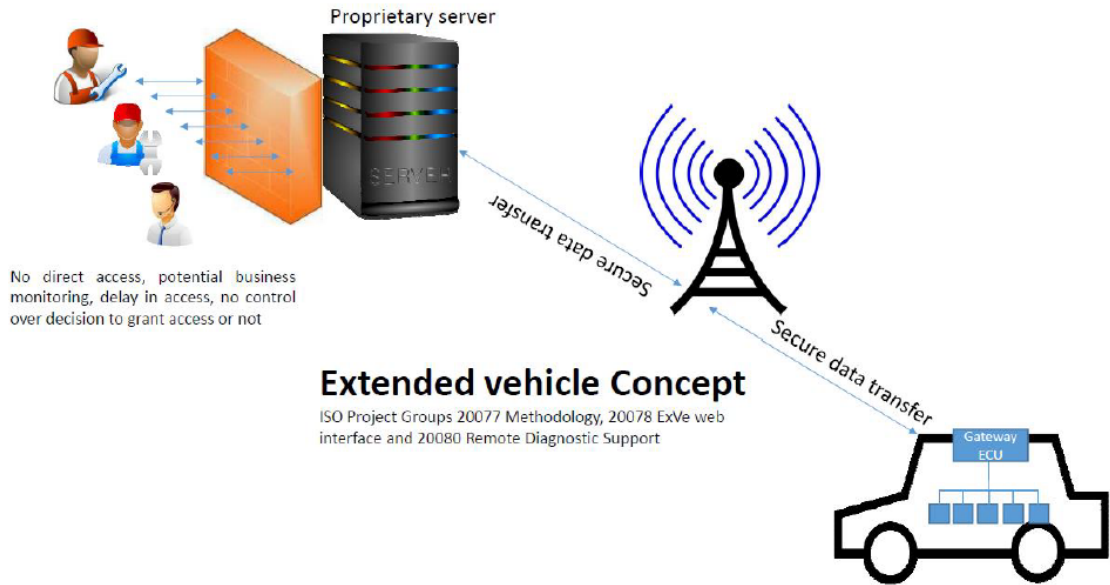 Proprietary server
SERVER
Secure data transfer
No direct access, potential business
monitoring, delay in access, no control
over decision to grant access or not
Secure data transfer
Extended vehicle Concept
ISO Project Groups 20077 Methodology, 20078 ExVe web
interface and 20080 Remote Diagnostic Support
Gateway
ECU